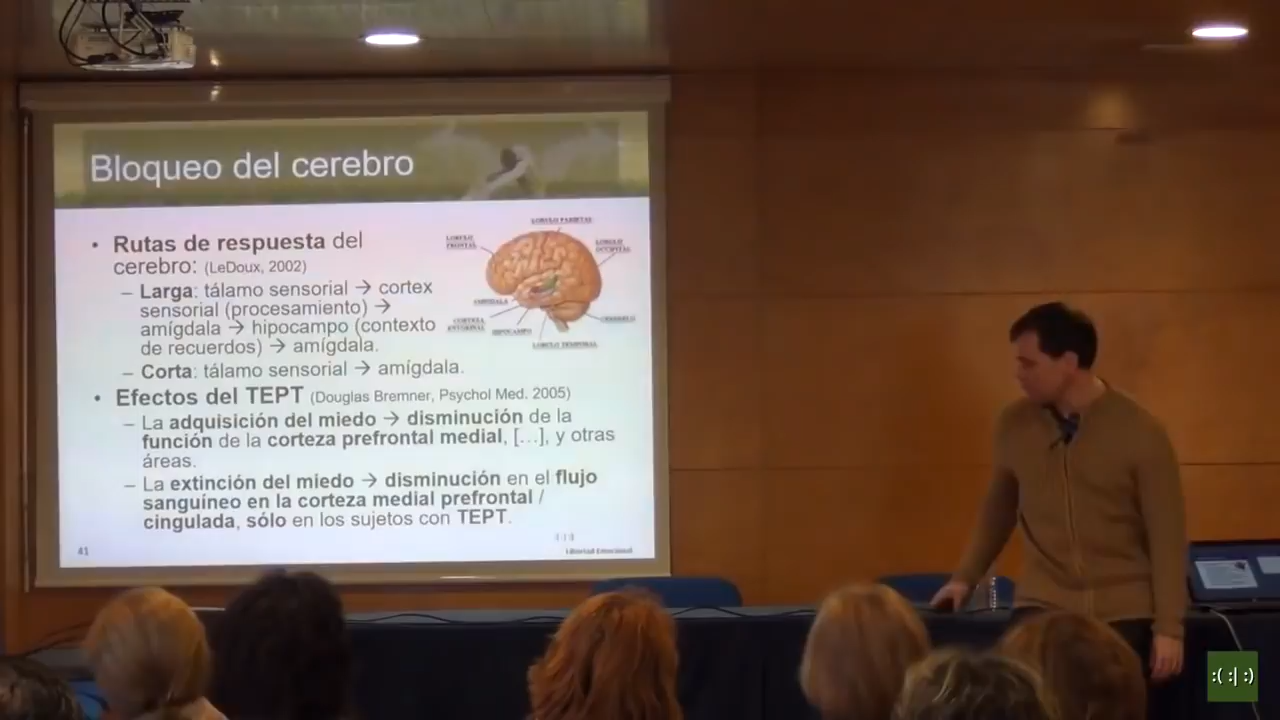 Bloqueo del cerebro
• Rutas de respuesta del
cerebro: (LeDoux, 2002)
– Larga: tálamo sensorial → cortex
sensorial (procesamiento) →
amígdala → hipocampo (contexto
de recuerdos) → amígdala.
– Corta: tálamo sensorial → amígdala.
LOBULO PARIETAL
LOBULO
FRONTAL
LOBULO
OCCIPITAL
AMIGDALA
CORTEZA
ENTORINAL
HIPOCAMPO
CEREBELO
LOBULO TEMPORAL
• Efectos del TEPT (Douglas Bremner, Psychol Med. 2005)
– La adquisición del miedo → disminución de la
función de la corteza prefrontal medial, […], y otras
áreas.
– La extinción del miedo → disminución en el flujo
sanguíneo en la corteza medial prefrontal /
cingulada, sólo en los sujetos con TEPT.
41
Libertad Emocional
:( :| :)